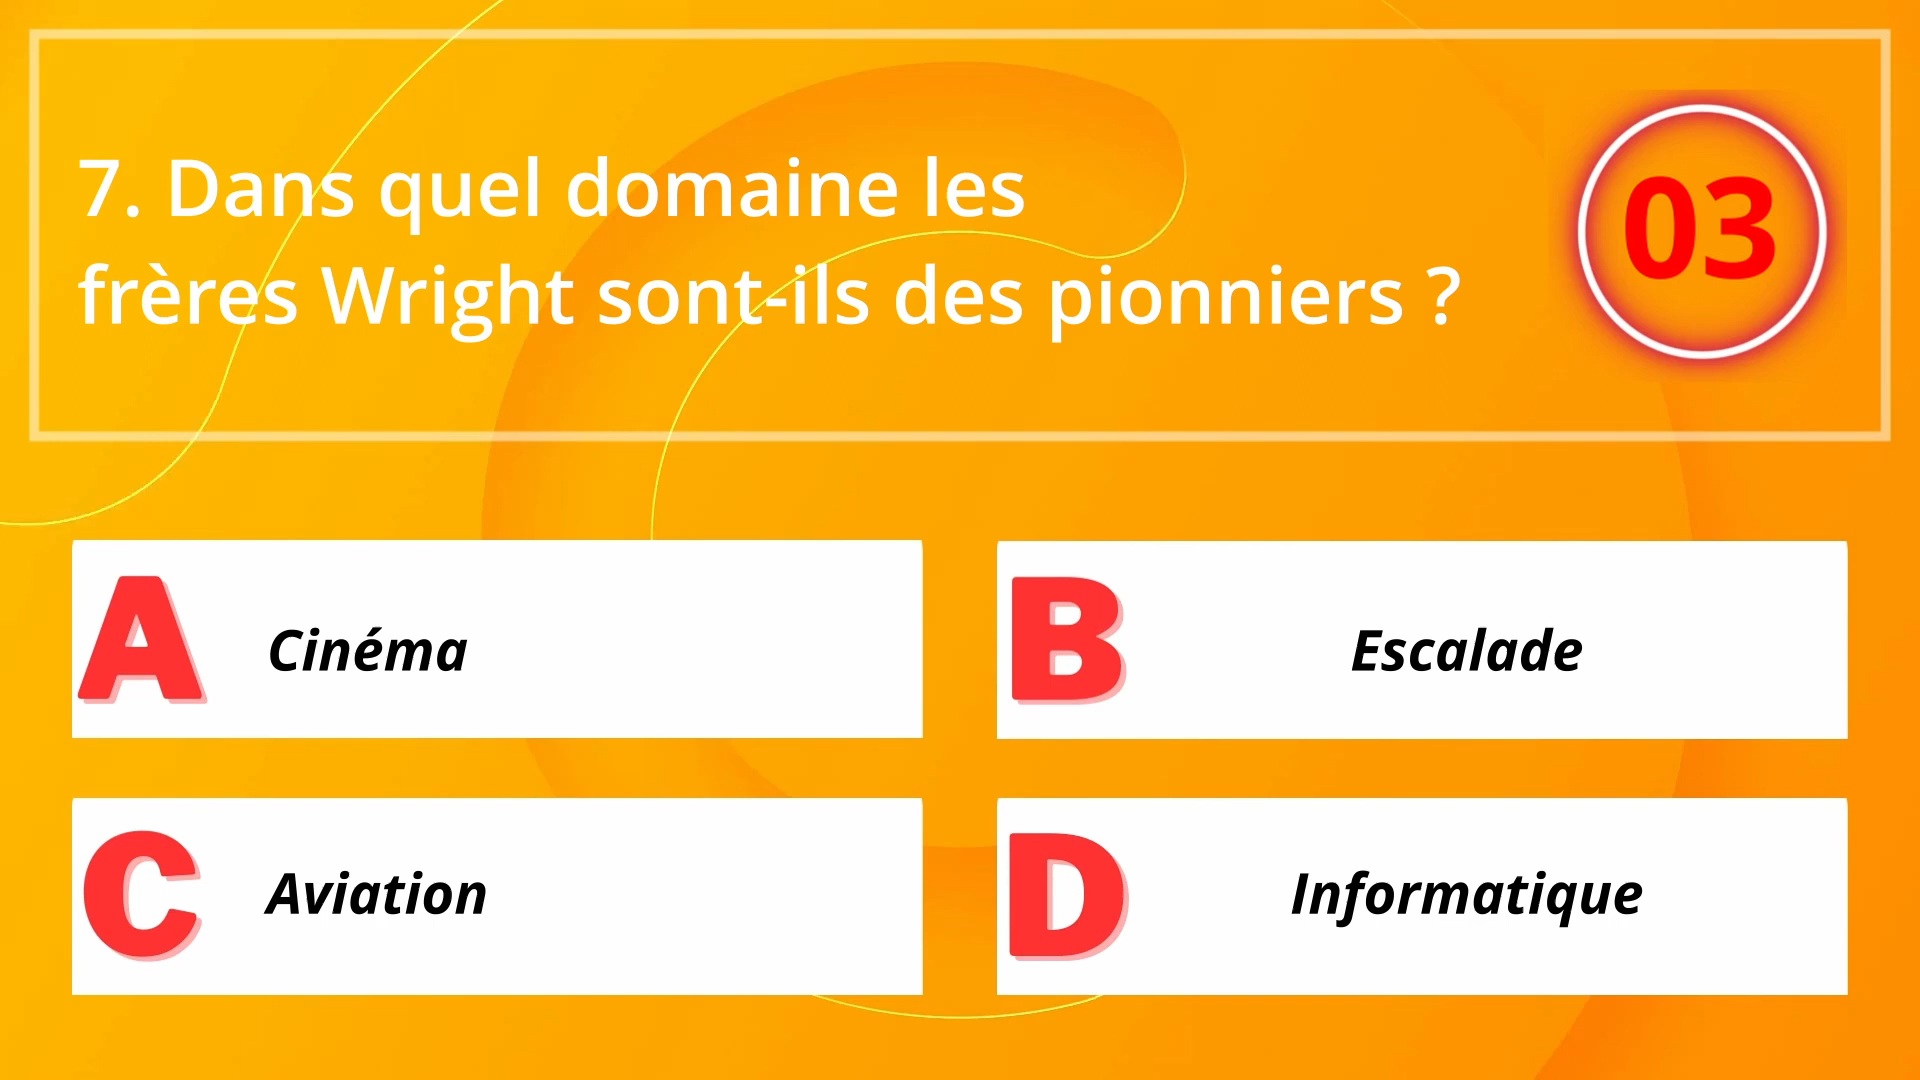 7. Dans quel domaine les
frères Wright sont-ils des pionniers ?
03
A Cinéma
B Escalade
C Aviation
D Informatique